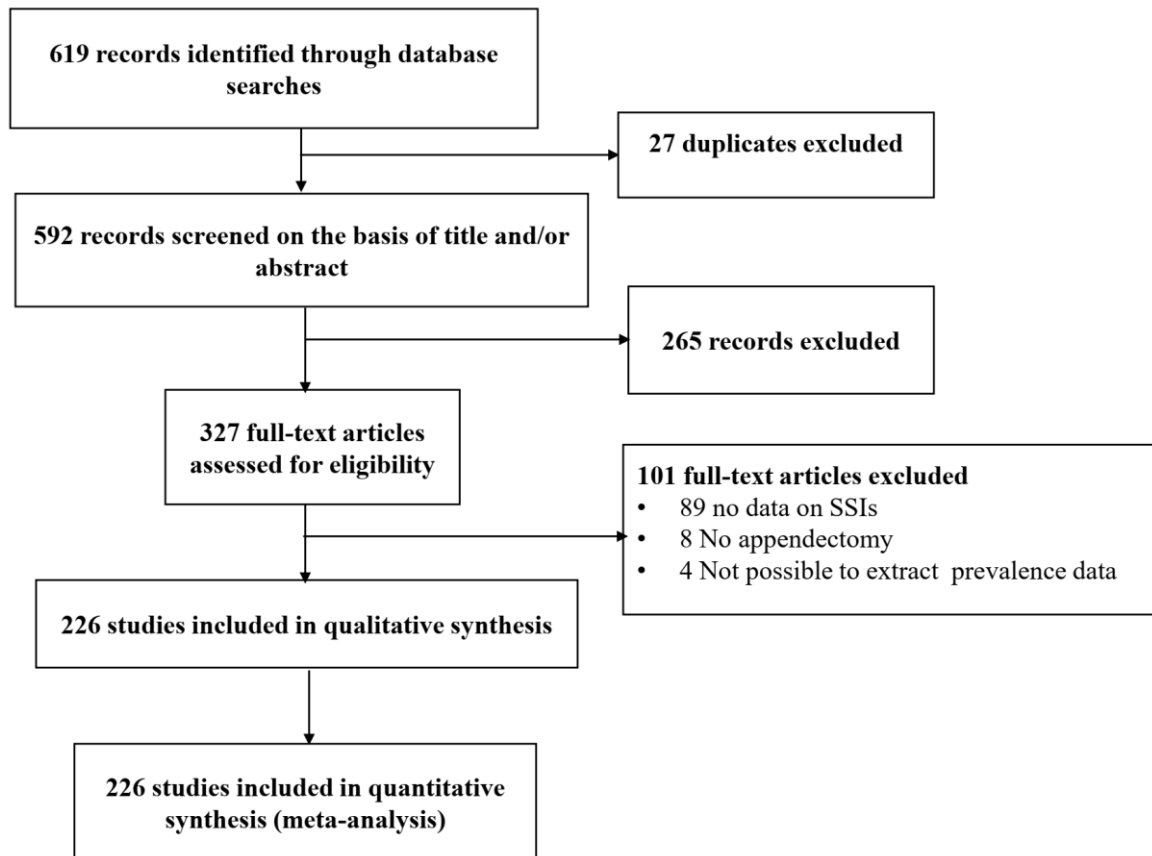 619 records identified through database
searches
27 duplicates excluded
592 records screened on the basis of title and/or
abstract
265 records excluded
327 full-text articles
assessed for eligibility
101 full-text articles excluded
• 89 no data on SSIs
• 8 No appendectomy
• 4 Not possible to extract prevalence data
226 studies included in qualitative synthesis
226 studies included in quantitative
synthesis (meta-analysis)